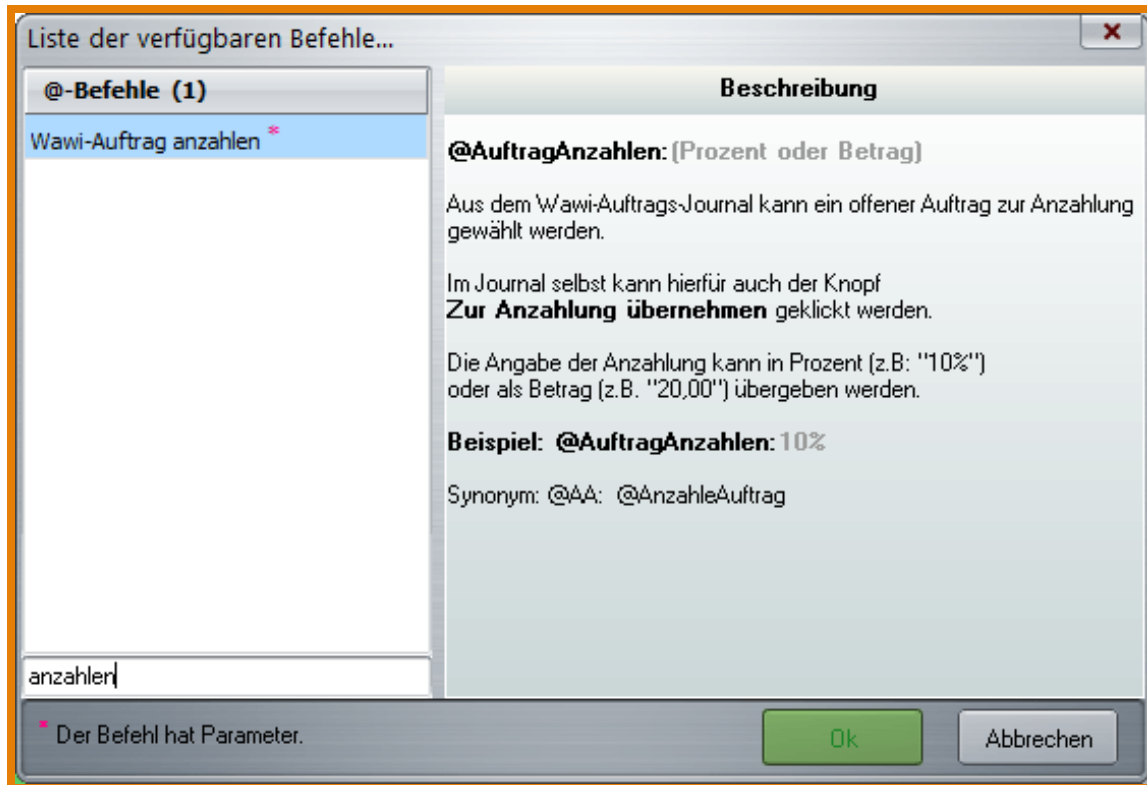 Liste der verfügbaren Befehle...
@-Befehle (1)
Wawi-Auftrag anzahlen *
anzahlen
Beschreibung
@AuftragAnzahlen: (Prozent oder Betrag)
Aus dem Wawi-Auftrags-Journal kann ein offener Auftrag zur Anzahlung
gewählt werden.
Im Journal selbst kann hierfür auch der Knopf
Zur Anzahlung übernehmen geklickt werden.
Die Angabe der Anzahlung kann in Prozent (z.B: "10%")
oder als Betrag (z.B. "20,00") übergeben werden.
Beispiel: @AuftragAnzahlen: 10%
Synonym: @AA: @AnzahleAuftrag
* Der Befehl hat Parameter.
Ok
Abbrechen